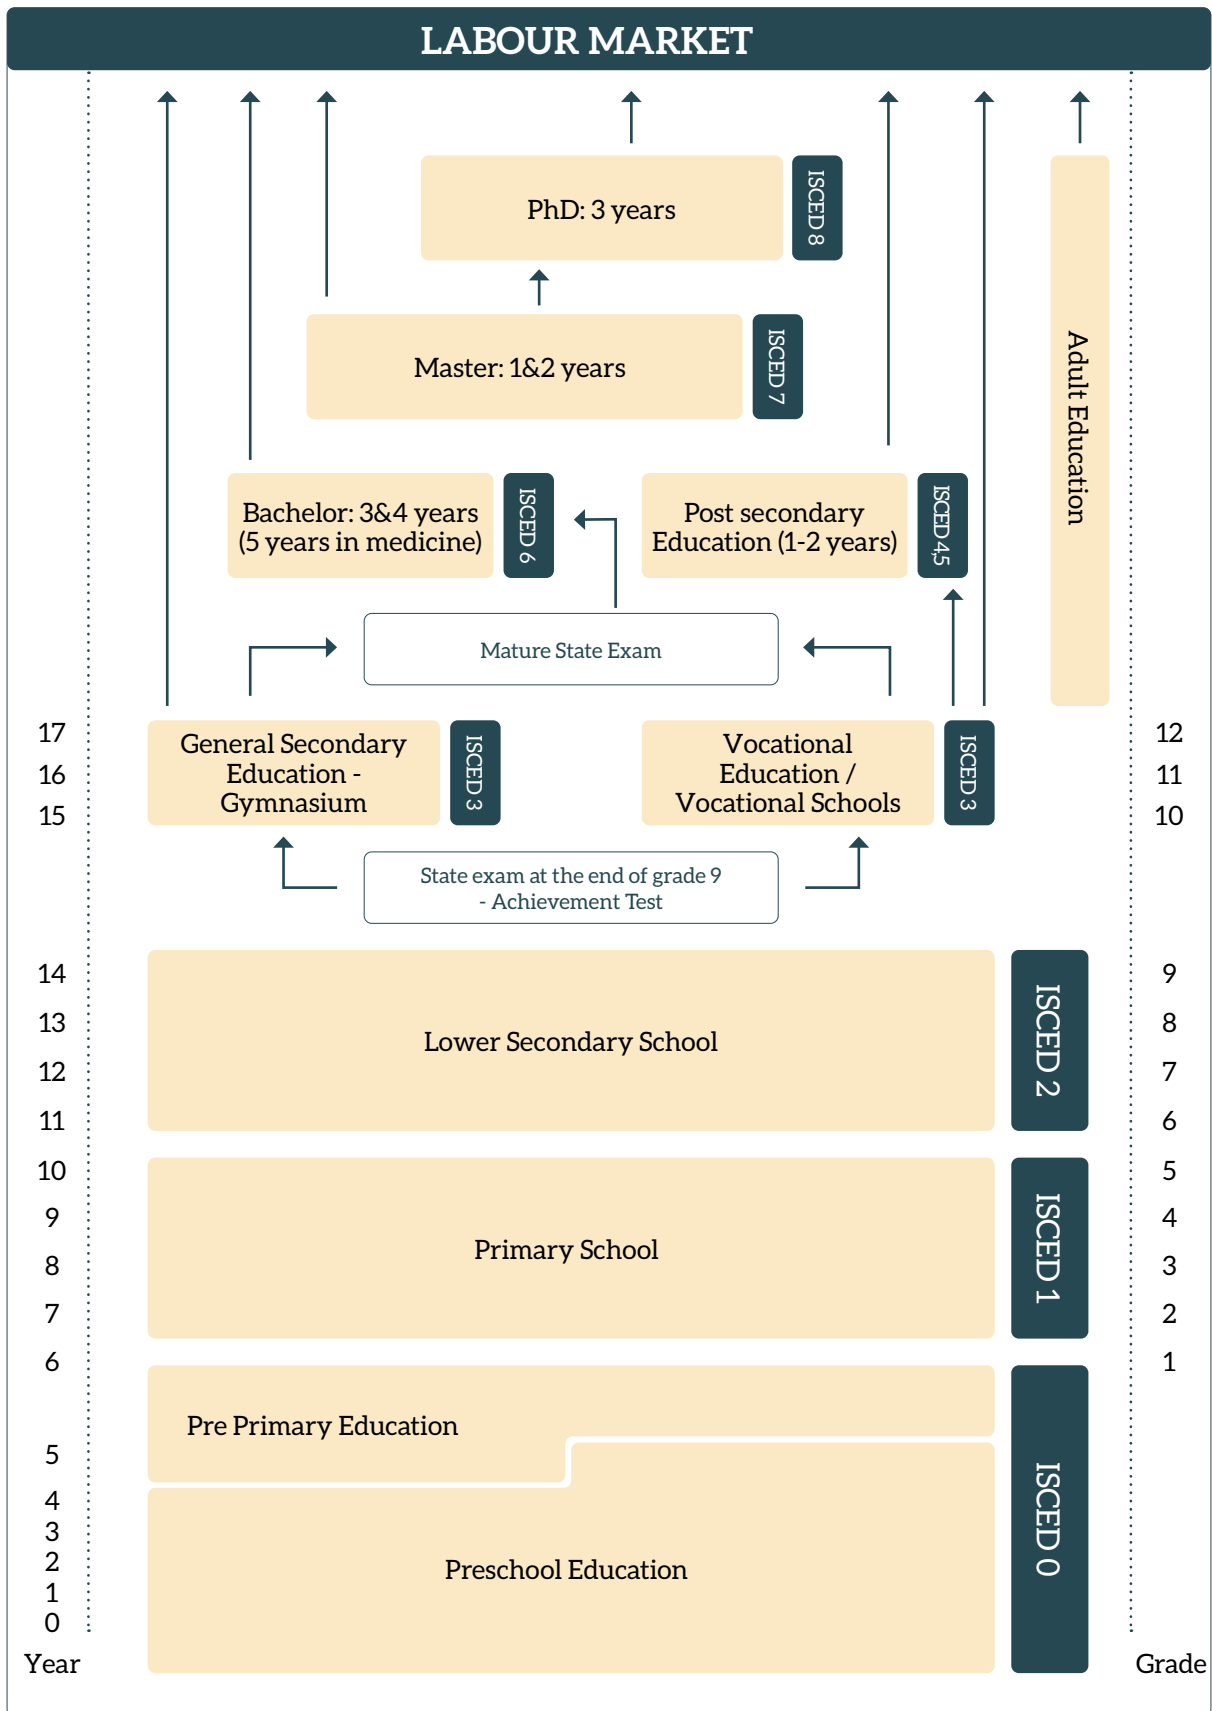 LABOUR MARKET
PhD: 3 years
ISCED 8
Master: 1&2 years
ISCED 7
Adult Education
Bachelor: 3&4 years
(5 years in medicine)
ISCED 6
Post secondary
Education (1-2 years)
ISCED 4,5
Mature State Exam
17
16
15
General Secondary
Education -
Gymnasium
ISCED 3
Vocational
Education /
Vocational Schools
ISCED 3
12
11
10
State exam at the end of grade 9
- Achievement Test
14
13
12
11
Lower Secondary School
ISCED 2
9
8
7
6
10
9
8
7
6
Primary School
ISCED 1
5
4
3
2
1
Pre Primary Education
5
4
3
2
1
0
Preschool Education
ISCED 0
Year
Grade